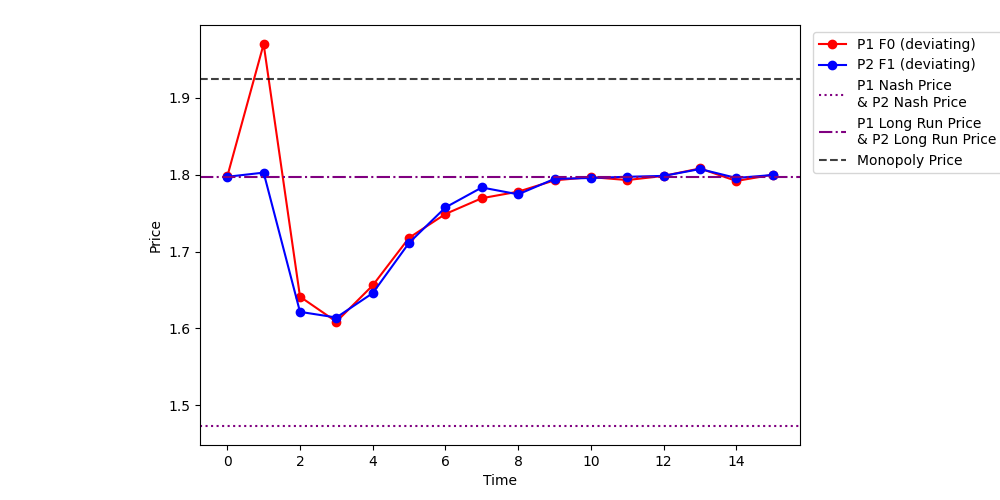 P1 F0 (deviating)
P2 F1 (deviating)
P1 Nash Price
& P2 Nash Price
P1 Long Run Price
& P2 Long Run Price
Monopoly Price
Price
1.9
1.8
1.7
1.6
1.5
0 2 4 6 8 10 12 14
Time